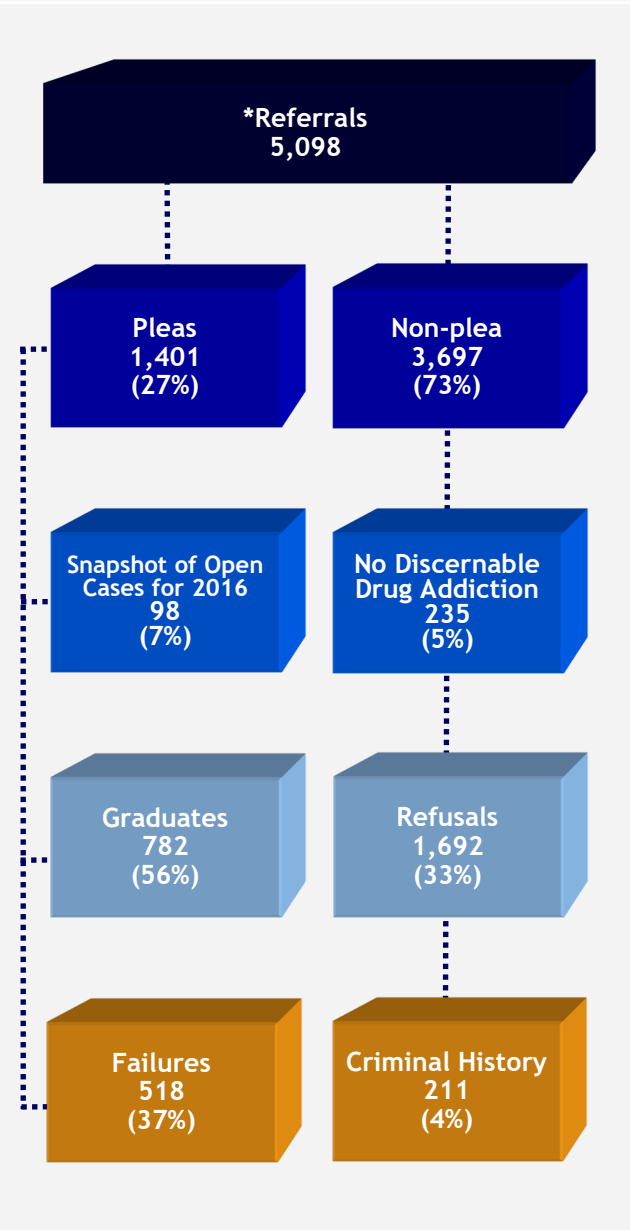 *Referrals
5,098
Pleas
1,401
(27%)
Non-plea
3,697
(73%)
Snapshot of Open
Cases for 2016
98
(7%)
No Discernable
Drug Addiction
235
(5%)
Graduates
782
(56%)
Refusals
1,692
(33%)
Failures
518
(37%)
Criminal History
211
(4%)